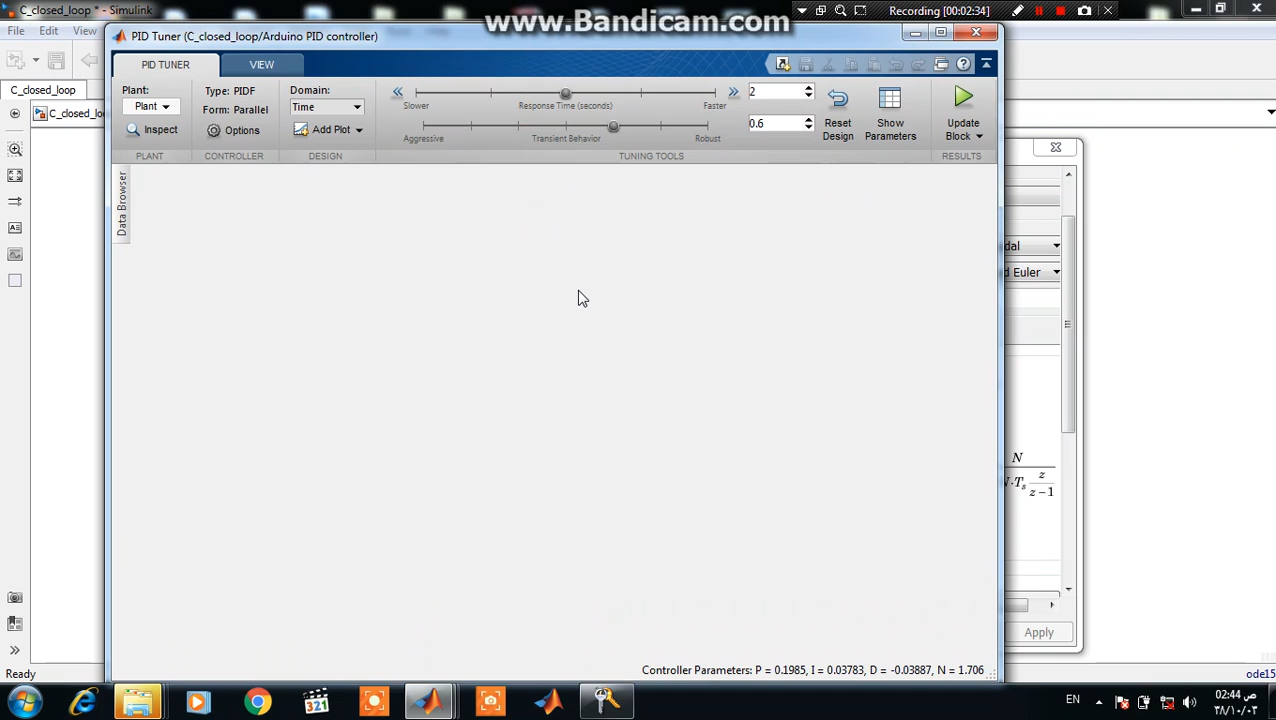 C_closed_loop * - Simulink
www.Bandicam.com
Recording [00:02:34]
File Edit View
PID Tuner (C_closed_loop/Arduino PID controller)
PID TUNER VIEW
C_closed_loop
C_closed_loo
Plant:
Plant
Inspect
PLANT
Type: PIDF
Form: Parallel
Options
CONTROLLER
Domain:
Time
Add Plot
DESIGN
Slower Response Time (seconds) Faster
2
Aggressive Transient Behavior Robust
0.6
TUNING TOOLS
Reset Design
Show Parameters
Update Block
RESULTS
Data Browser
dal
d Euler
N
N·Ts z
z−1
Apply
Controller Parameters: P = 0.1985, I = 0.03783, D = -0.03887, N = 1.706
Ready
ode15
321
EN
02:44 ص